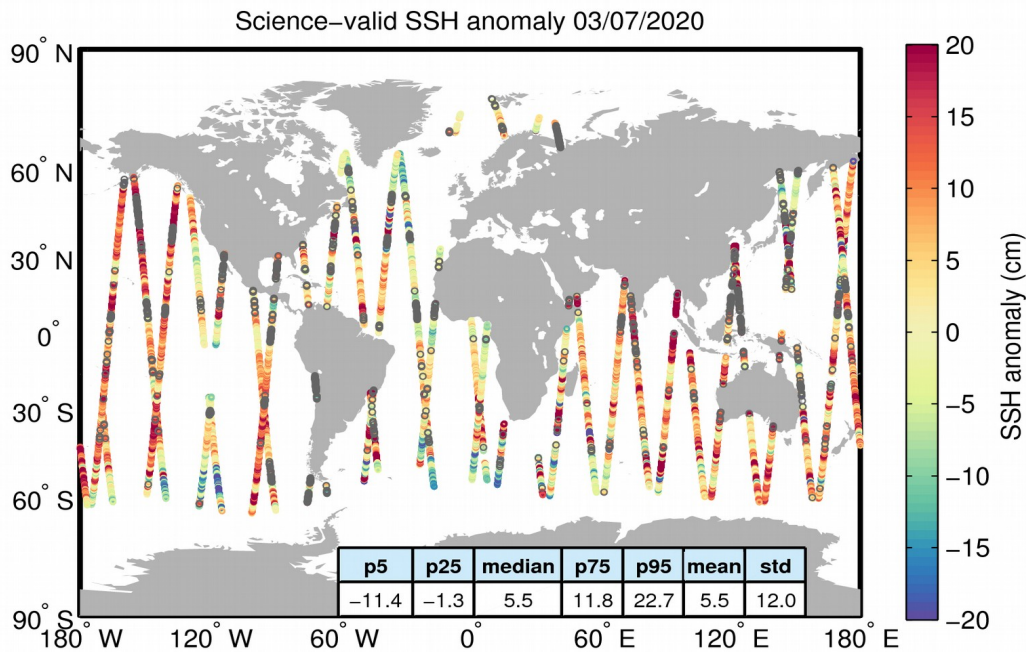 Science−valid SSH anomaly 03/07/2020
90° N
60° N
30° N
0°
30° S
60° S
90° S
180° W
120° W
60° W
0°
60° E
120° E
180° E
p5 p25 median p75 p95 mean std
−11.4 −1.3 5.5 11.8 22.7 5.5 12.0
20
15
10
5
0
−5
−10
−15
−20
SSH anomaly (cm)